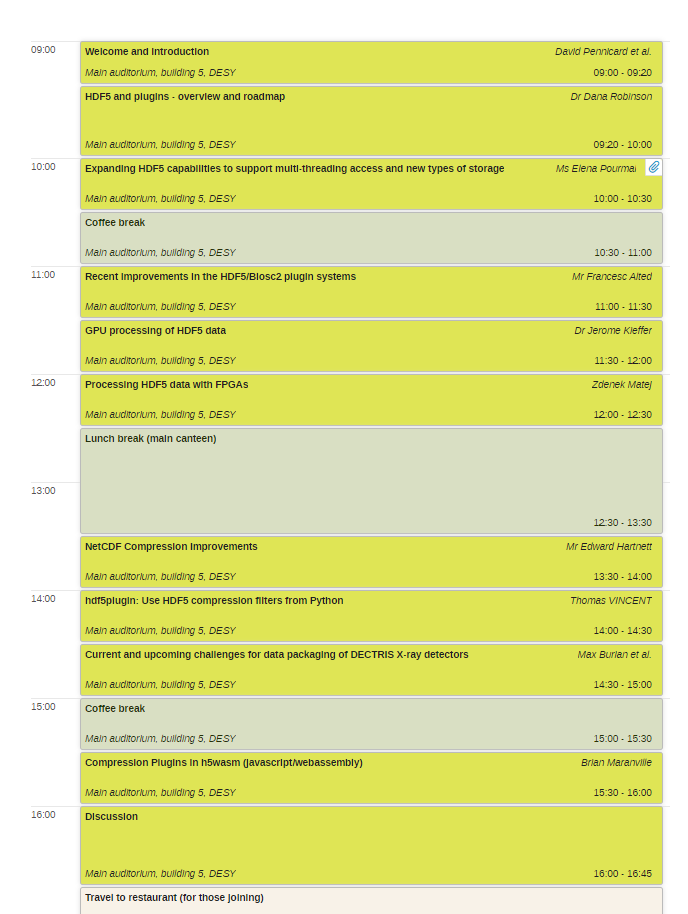 09:00
Welcome and Introduction David Pennicard et al.
Main auditorium, building 5, DESY 09:00 - 09:20
HDF5 and plugins - overview and roadmap Dr Dana Robinson
Main auditorium, building 5, DESY 09:20 - 10:00
10:00
Expanding HDF5 capabilities to support multi-threading access and new types of storage Ms Elena Pourmal
Main auditorium, building 5, DESY 10:00 - 10:30
Coffee break
Main auditorium, building 5, DESY 10:30 - 11:00
11:00
Recent improvements in the HDF5/Blosc2 plugin systems Mr Francesc Alted
Main auditorium, building 5, DESY 11:00 - 11:30
GPU processing of HDF5 data Dr Jerome Kieffer
Main auditorium, building 5, DESY 11:30 - 12:00
12:00
Processing HDF5 data with FPGAs Zdenek Matej
Main auditorium, building 5, DESY 12:00 - 12:30
Lunch break (main canteen)
13:00
12:30 - 13:30
NetCDF Compression Improvements Mr Edward Hartnett
Main auditorium, building 5, DESY 13:30 - 14:00
14:00
hdf5plugin: Use HDF5 compression filters from Python Thomas VINCENT
Main auditorium, building 5, DESY 14:00 - 14:30
Current and upcoming challenges for data packaging of DECTRIS X-ray detectors Max Burian et al.
Main auditorium, building 5, DESY 14:30 - 15:00
15:00
Coffee break
Main auditorium, building 5, DESY 15:00 - 15:30
Compression Plugins in h5wasm (javascript/webassembly) Brian Maranville
Main auditorium, building 5, DESY 15:30 - 16:00
16:00
Discussion
Main auditorium, building 5, DESY 16:00 - 16:45
Travel to restaurant (for those joining)